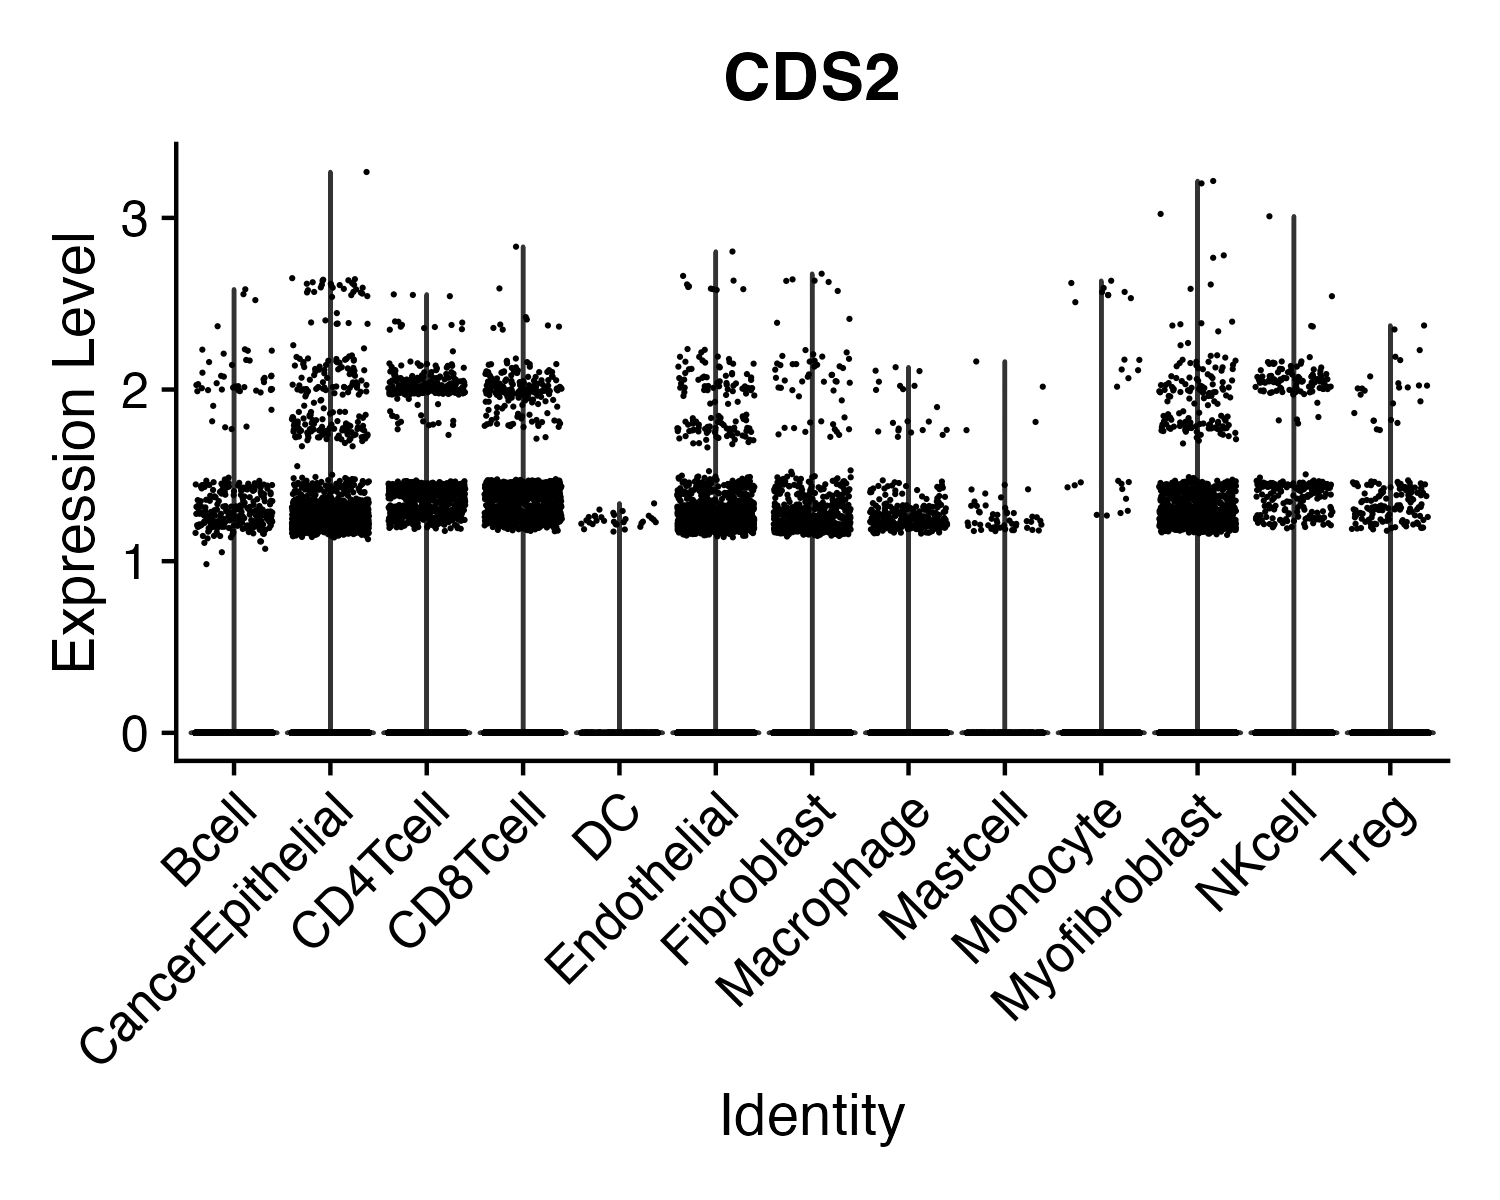 CDS2
Expression Level
3
2
1
0
Bcell
CancerEpithelial
CD4Tcell
CD8Tcell
DC
Endothelial
Fibroblast
Macrophage
Mastcell
Monocyte
Myofibroblast
NKcell
Treg
Identity